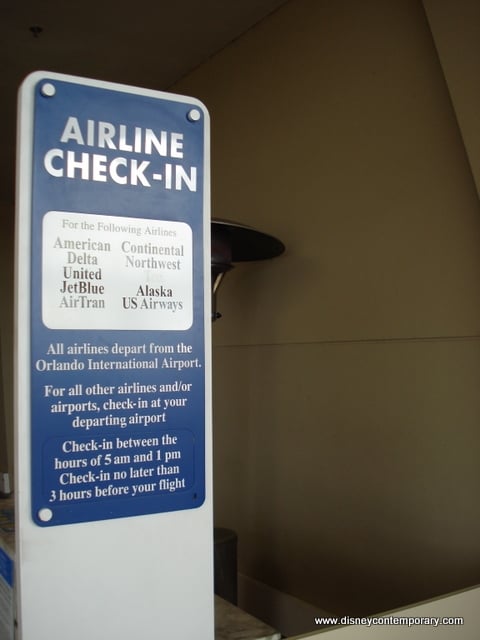 AIRLINE
CHECK-IN
For the Following Airlines
American Continental
Delta Northwest
United
JetBlue Alaska
AirTran US Airways
All airlines depart from the
Orlando International Airport.
For all other airlines and/or
airports, check-in at your
departing airport
Check-in between the
hours of 5 am and 1 pm
Check-in no later than
3 hours before your flight
www.disneycontemporary.com